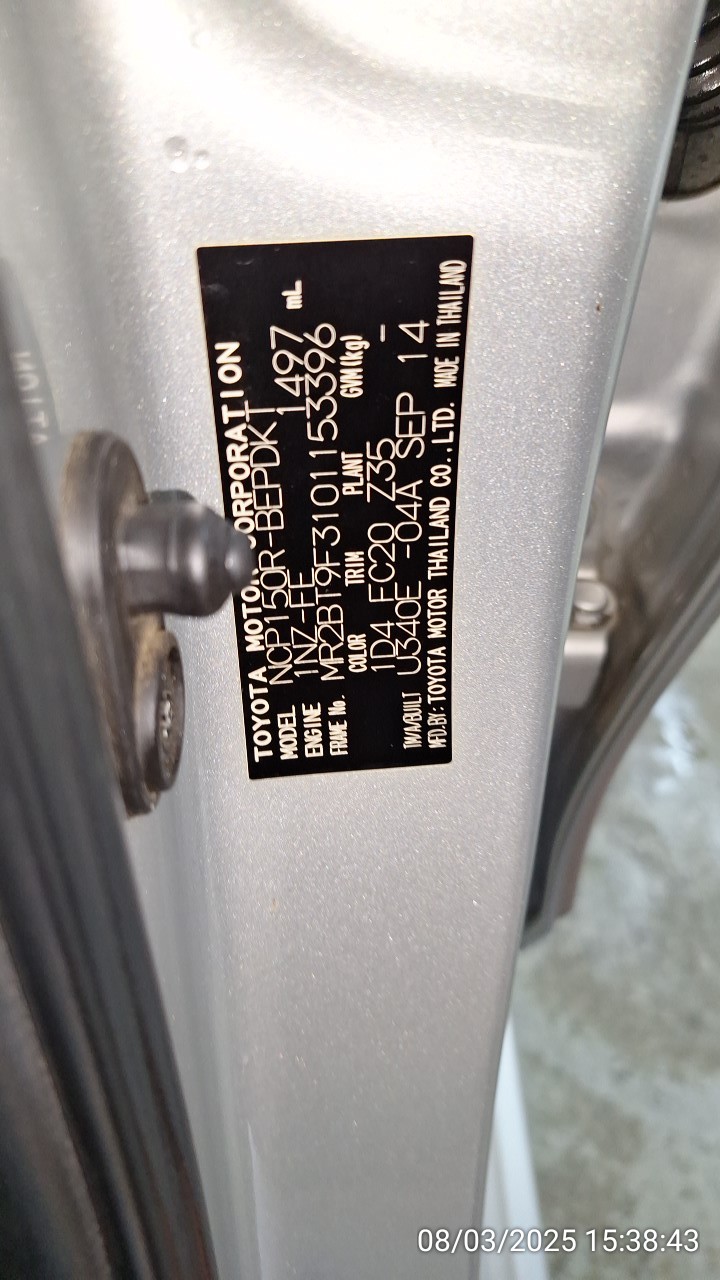 TOYOTA MOTOR CORPORATION
MODEL NCP150R-BEPDKT
ENGINE 1NZ-FE 1497 mL
FRAME No. MR2BT9F3101153396
COLOR TRIM PLANT GVM(kg)
1D4 FC20 Z35 -
T/M/A/BUILT U340E -04A SEP 14
MFD.BY: TOYOTA MOTOR THAILAND CO.,LTD. MADE IN THAILAND
08/03/2025 15:38:43